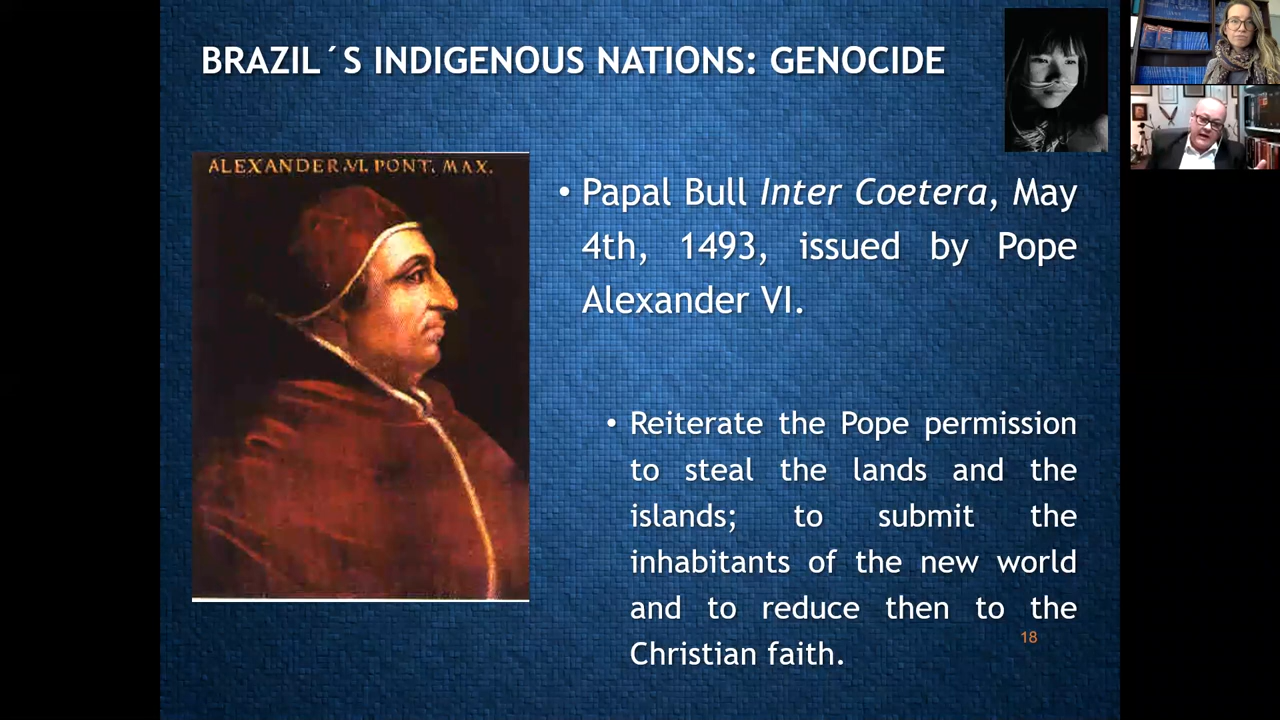 BRAZIL´S INDIGENOUS NATIONS: GENOCIDE
ALEXANDER.VI. PONT. MAX.
• Papal Bull Inter Coetera, May
4th, 1493, issued by Pope
Alexander VI.
• Reiterate the Pope permission
to steal the lands and the
islands; to submit the
inhabitants of the new world
and to reduce then to the
Christian faith.
18